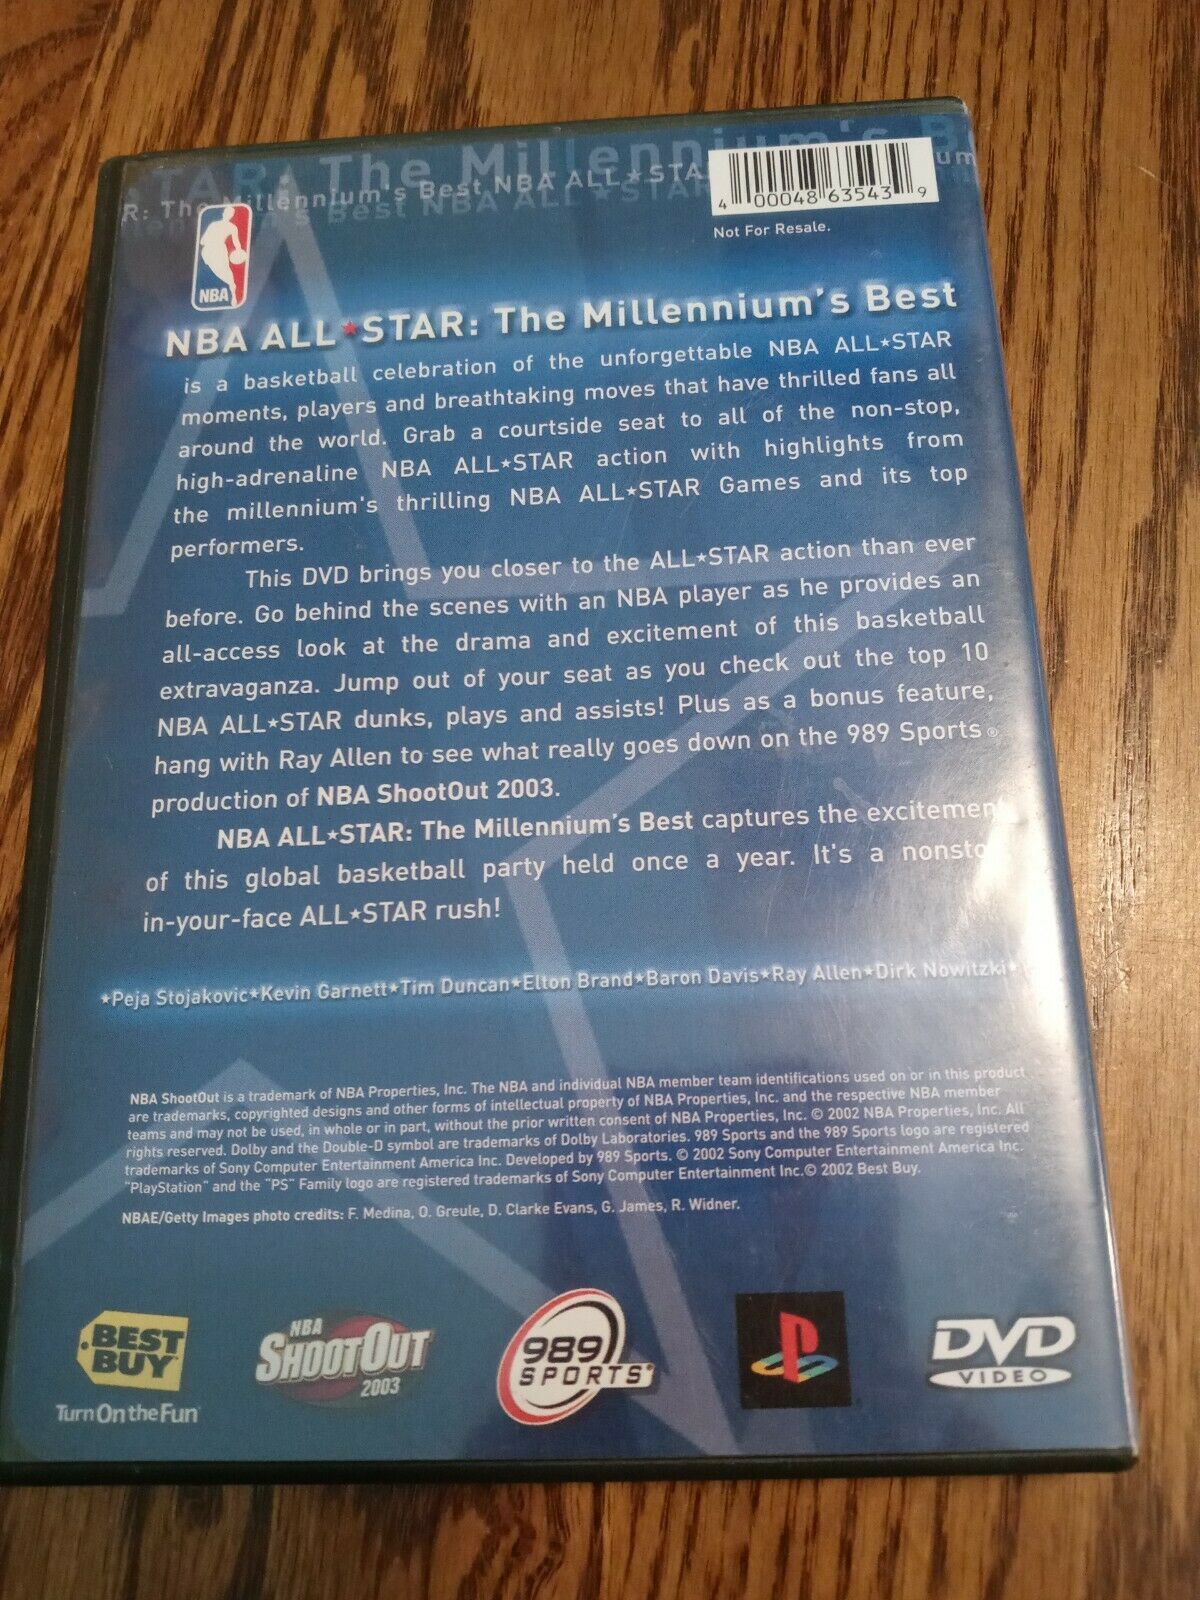 TAR: The Millennium's B
R: The Millennium's Best NBA ALL★STA
nnium
lennium's Best NBA ALL★STAR
4 00048 63543 9
Not For Resale.
NBA
NBA ALL★STAR: The Millennium's Best
is a basketball celebration of the unforgettable NBA ALL★STAR
moments, players and breathtaking moves that have thrilled fans all
around the world. Grab a courtside seat to all of the non-stop,
high-adrenaline NBA ALL★STAR action with highlights from
the millennium's thrilling NBA ALL★STAR Games and its top
performers.
This DVD brings you closer to the ALL★STAR action than ever
before. Go behind the scenes with an NBA player as he provides an
all-access look at the drama and excitement of this basketball
extravaganza. Jump out of your seat as you check out the top 10
NBA ALL★STAR dunks, plays and assists! Plus as a bonus feature,
hang with Ray Allen to see what really goes down on the 989 Sports®
production of NBA ShootOut 2003.
NBA ALL★STAR: The Millennium's Best captures the excitemen
of this global basketball party held once a year. It's a nonsto
in-your-face ALL★STAR rush!
★Peja Stojakovic★Kevin Garnett★Tim Duncan★Elton Brand★Baron Davis★Ray Allen★Dirk Nowitzki★
NBA ShootOut is a trademark of NBA Properties, Inc. The NBA and individual NBA member team identifications used on or in this product
are trademarks, copyrighted designs and other forms of intellectual property of NBA Properties, Inc. and the respective NBA member
teams and may not be used, in whole or in part, without the prior written consent of NBA Properties, Inc. © 2002 NBA Properties, Inc. All
rights reserved. Dolby and the Double-D symbol are trademarks of Dolby Laboratories. 989 Sports and the 989 Sports logo are registered
trademarks of Sony Computer Entertainment America Inc. Developed by 989 Sports. © 2002 Sony Computer Entertainment America Inc.
"PlayStation" and the "PS" Family logo are registered trademarks of Sony Computer Entertainment Inc.© 2002 Best Buy.
NBAE/Getty Images photo credits: F. Medina, O. Greule, D. Clarke Evans, G. James, R. Widner.
BEST
BUY
Turn On the Fun
NBA
SHOOTOUT
2003
989
SPORTS
DVD
VIDEO